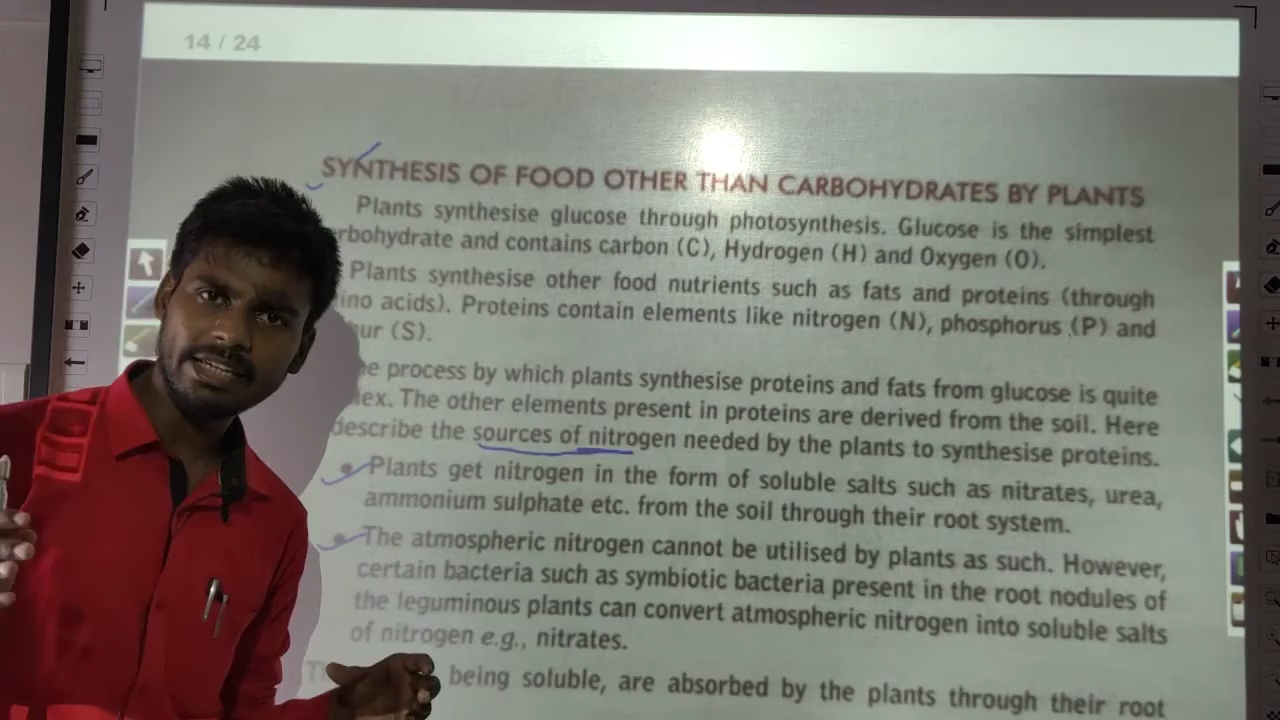 14 / 24
SYNTHESIS OF FOOD OTHER THAN CARBOHYDRATES BY PLANTS
Plants synthesise glucose through photosynthesis. Glucose is the simplest
rbohydrate and contains carbon (C), Hydrogen (H) and Oxygen (O).
Plants synthesise other food nutrients such as fats and proteins (through
ino acids). Proteins contain elements like nitrogen (N), phosphorus (P) and
ur (S).
e process by which plants synthesise proteins and fats from glucose is quite
ex. The other elements present in proteins are derived from the soil. Here
describe the sources of nitrogen needed by the plants to synthesise proteins.
Plants get nitrogen in the form of soluble salts such as nitrates, urea,
ammonium sulphate etc. from the soil through their root system.
The atmospheric nitrogen cannot be utilised by plants as such. However,
certain bacteria such as symbiotic bacteria present in the root nodules of
the leguminous plants can convert atmospheric nitrogen into soluble salts
of nitrogen e.g., nitrates.
being soluble, are absorbed by the plants through their root